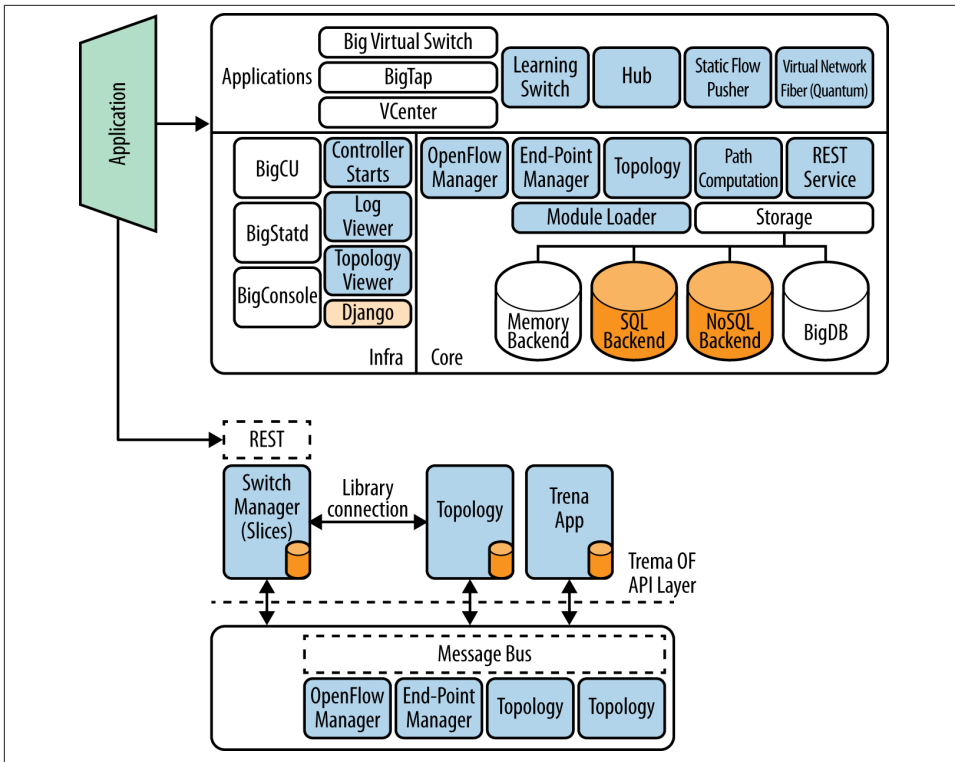 Application
Applications
Big Virtual Switch
BigTap
VCenter
Learning
Switch
Hub
Static Flow
Pusher
Virtual Network
Fiber (Quantum)
BigCU
BigStatd
BigConsole
Controller
Starts
Log
Viewer
Topology
Viewer
Django
Infra
OpenFlow
Manager
End-Point
Manager
Topology
Path
Computation
REST
Service
Module Loader
Storage
Memory
Backend
SQL
Backend
NoSQL
Backend
BigDB
Core
REST
Switch
Manager
(Slices)
Library
connection
Topology
Trena
App
Trema OF
API Layer
Message Bus
OpenFlow
Manager
End-Point
Manager
Topology
Topology